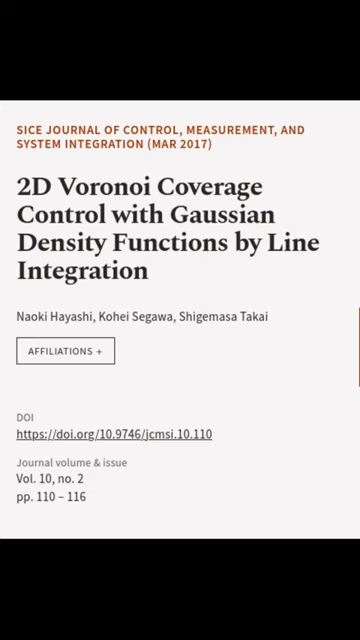 SICE JOURNAL OF CONTROL, MEASUREMENT, AND
SYSTEM INTEGRATION (MAR 2017)
2D Voronoi Coverage
Control with Gaussian
Density Functions by Line
Integration
Naoki Hayashi, Kohei Segawa, Shigemasa Takai
AFFILIATIONS +
DOI
https://doi.org/10.9746/jcmsi.10.110
Journal volume & issue
Vol. 10, no. 2
pp. 110 – 116